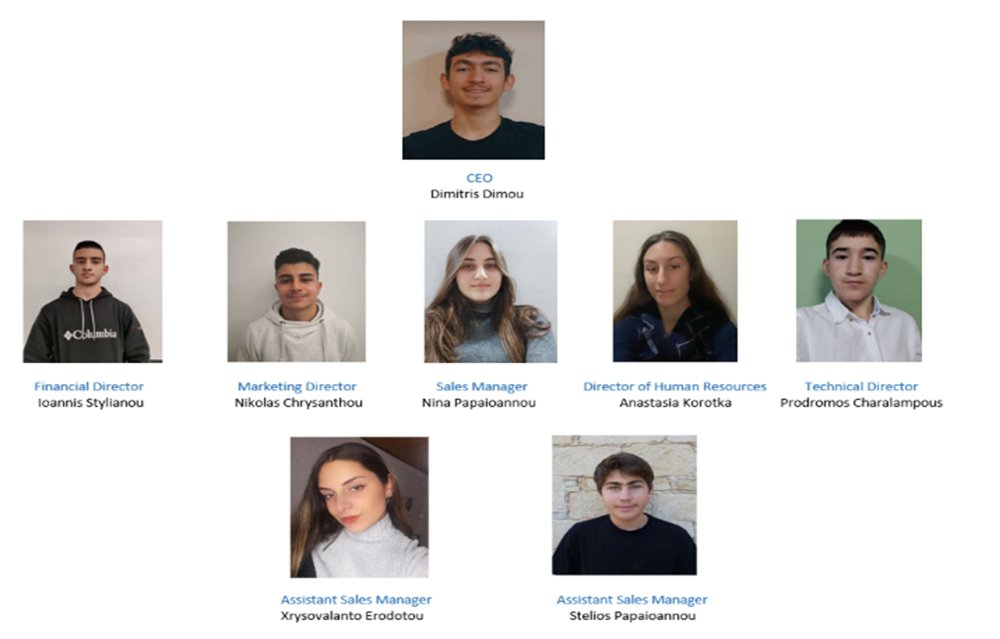 CEO
Dimitris Dimou
Columbia
Financial Director
Ioannis Stylianou
Marketing Director
Nikolas Chrysanthou
Sales Manager
Nina Papaioannou
Director of Human Resources
Anastasia Korotka
Technical Director
Prodromos Charalampous
Assistant Sales Manager
Xrysovalanto Erodotou
Assistant Sales Manager
Stelios Papaioannou